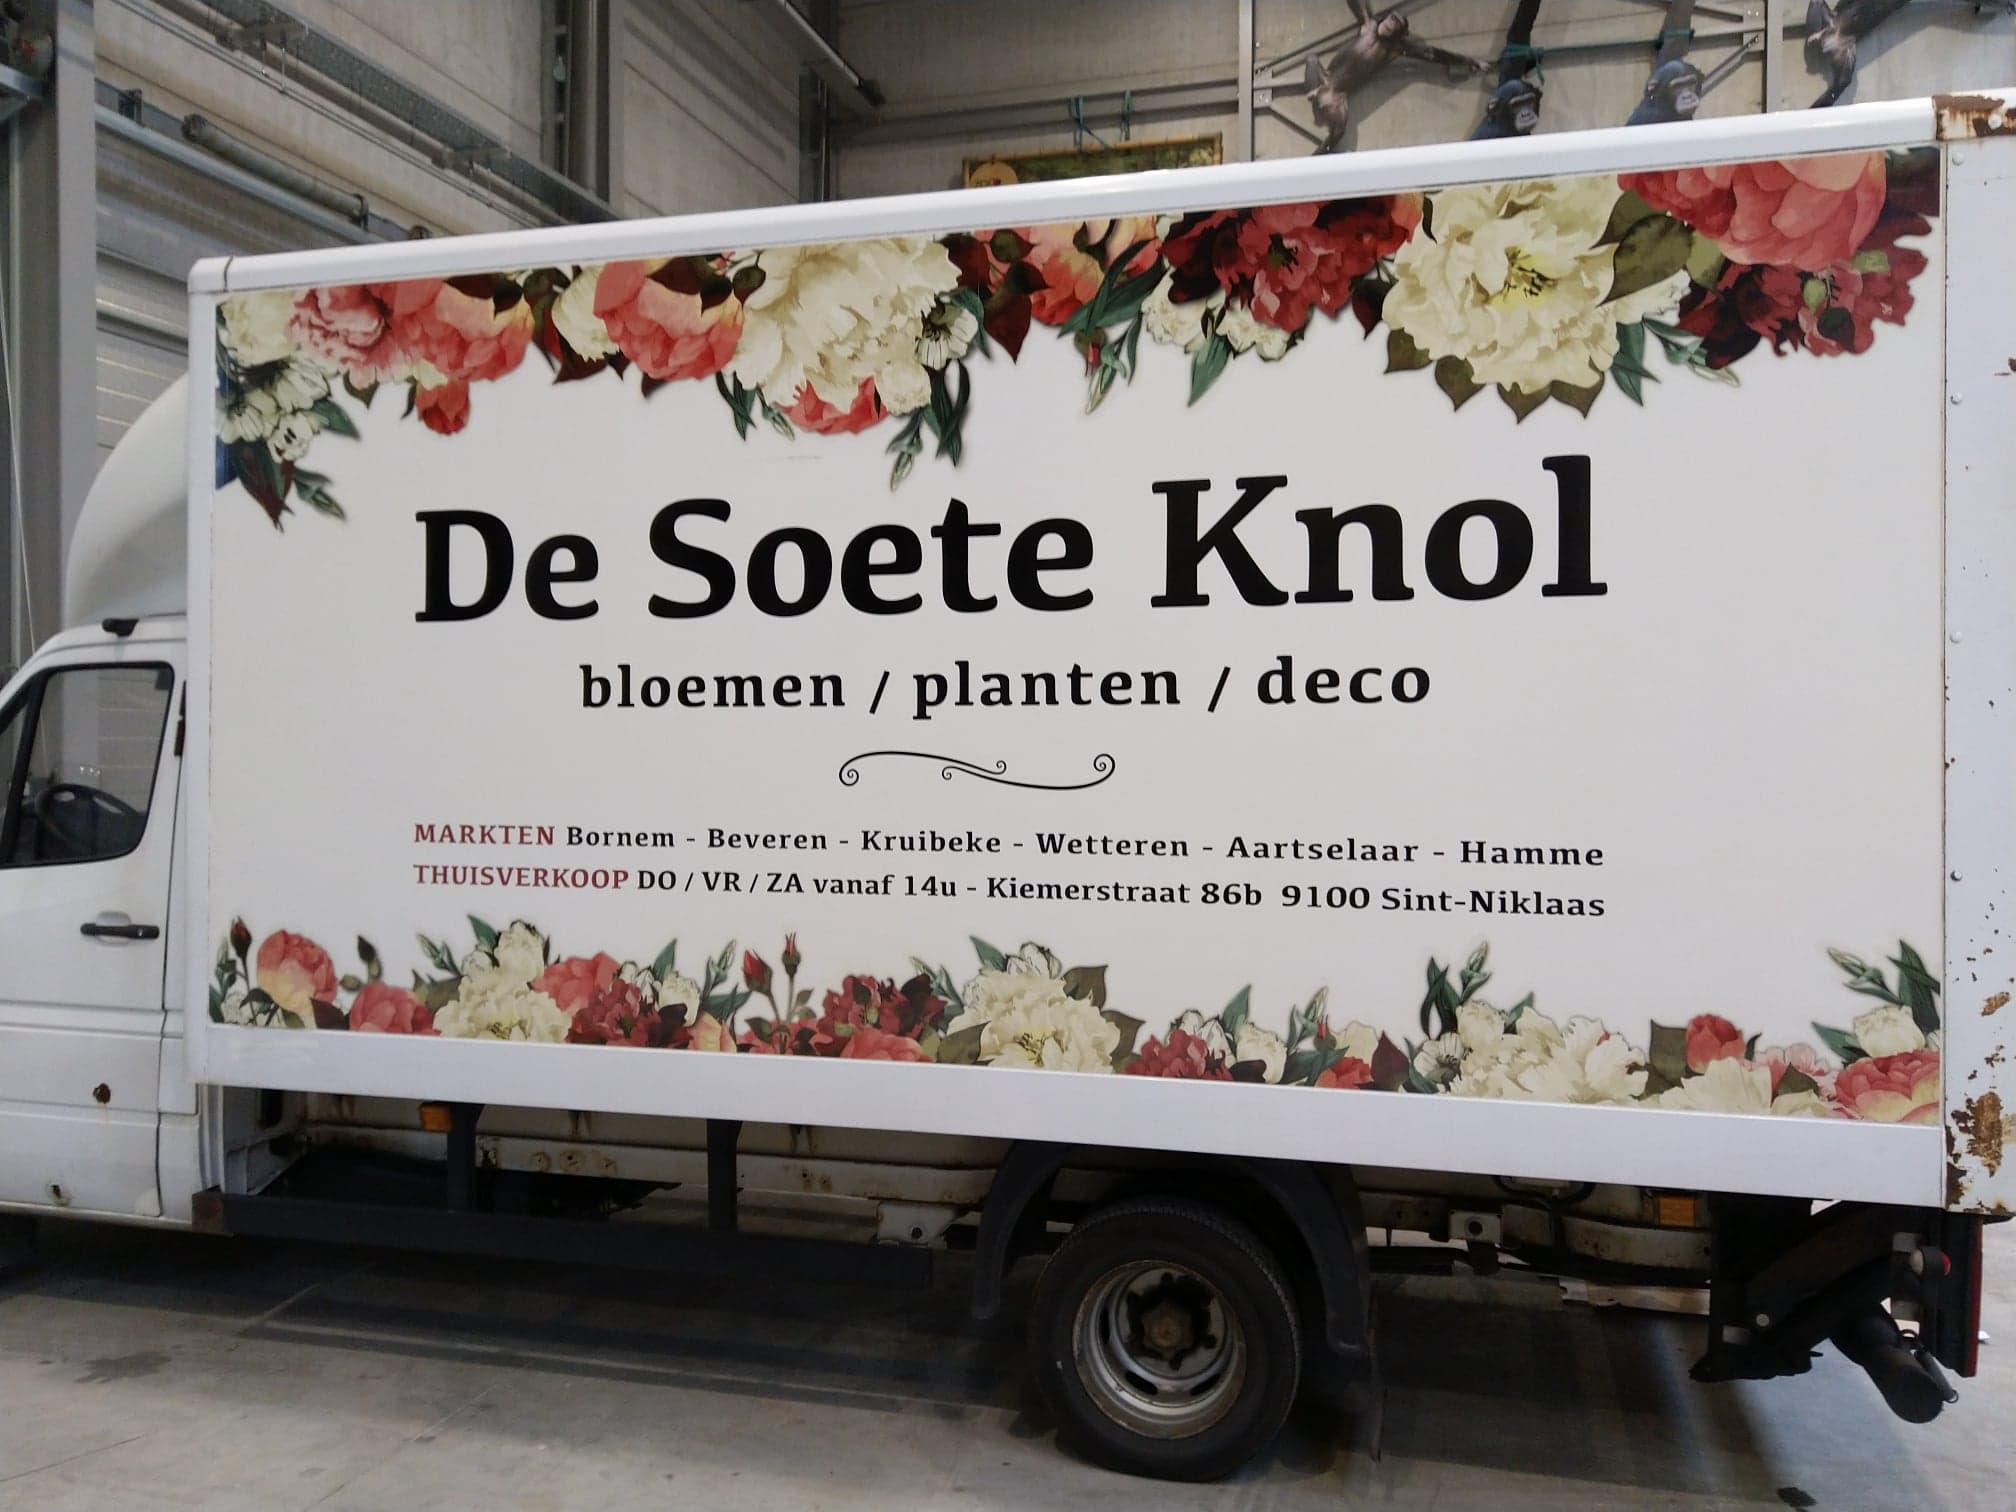 De Soete Knol
bloemen / planten / deco
MARKTEN Bornem - Beveren - Kruibeke - Wetteren - Aartselaar - Hamme
THUISVERKOOP DO / VR / ZA vanaf 14u - Kiemerstraat 86b 9100 Sint-Niklaas